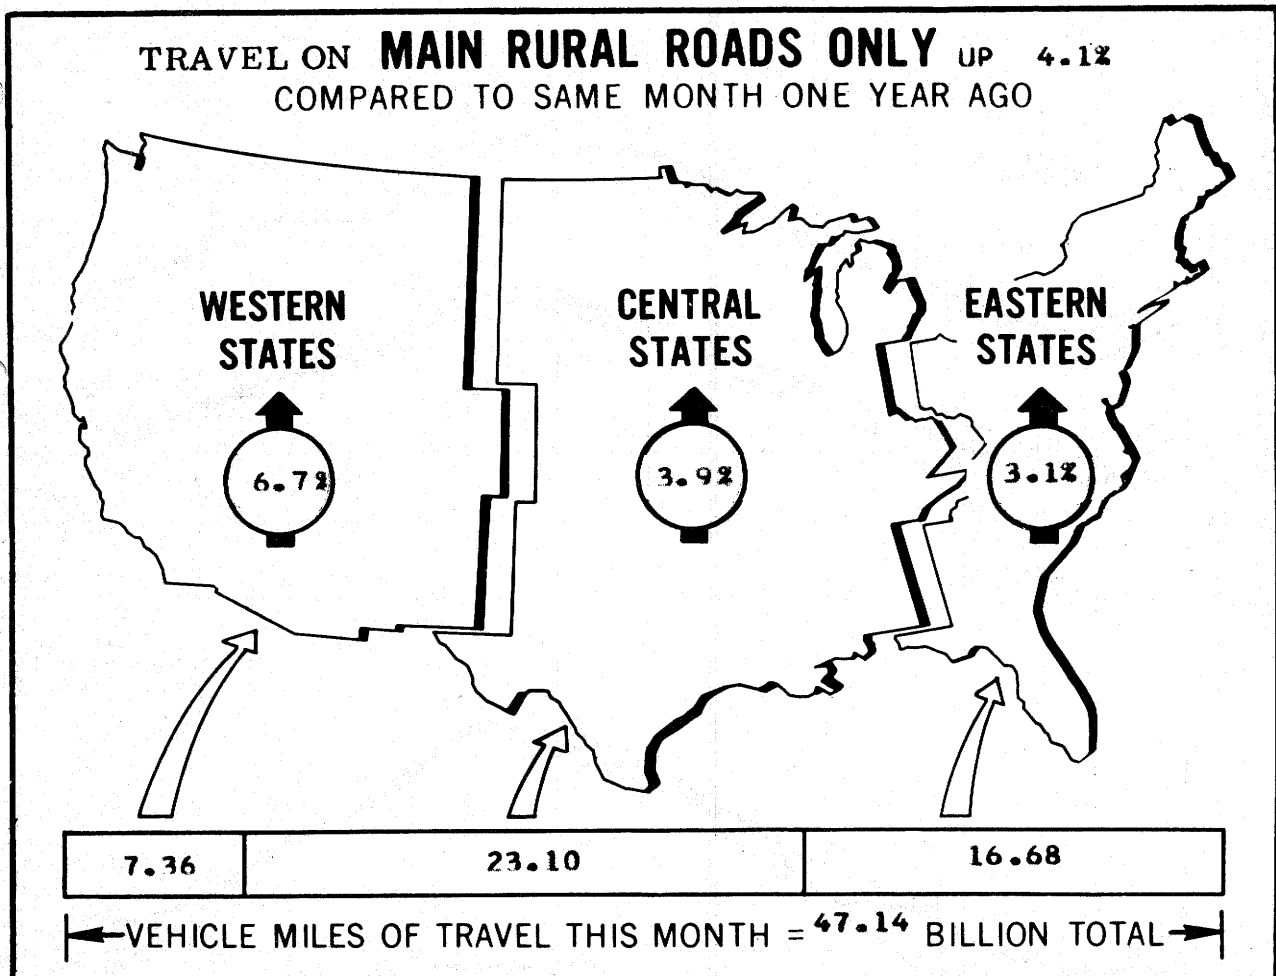 TRAVEL ON MAIN RURAL ROADS ONLY UP 4.1%
COMPARED TO SAME MONTH ONE YEAR AGO
WESTERN
STATES
6.7%
CENTRAL
STATES
3.9%
EASTERN
STATES
3.1%
7.36
23.10
16.68
VEHICLE MILES OF TRAVEL THIS MONTH = 47.14 BILLION TOTAL